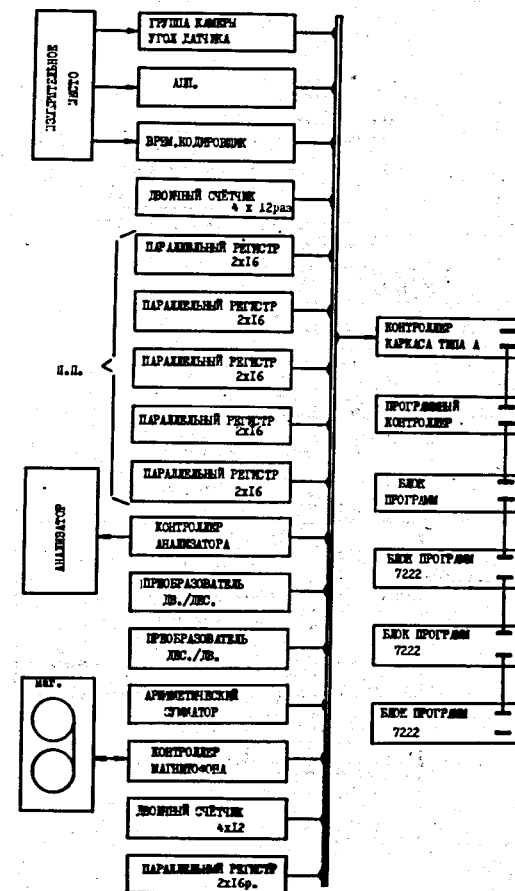 ИЗМЕРИТЕЛЬНОЕ
МЕСТО
ГРУППА КАМЕРЫ
УГОЛ ДАТЧИКА
АЦП.
ВРЕМ.КОДИРОВЩИК
ДВОИЧНЫЙ СЧЁТЧИК
4 х 12раз
ПАРАЛЛЕЛЬНЫЙ РЕГИСТР
2х16
ПАРАЛЛЕЛЬНЫЙ РЕГИСТР
2х16
ПАРАЛЛЕЛЬНЫЙ РЕГИСТР
2х16
ПАРАЛЛЕЛЬНЫЙ РЕГИСТР
2х16
ПАРАЛЛЕЛЬНЫЙ РЕГИСТР
2х16
АНАЛИЗАТОР
КОНТРОЛЛЕР
АНАЛИЗАТОРА
ПРЕОБРАЗОВАТЕЛЬ
ДВ./ДЕС.
ПРЕОБРАЗОВАТЕЛЬ
ДЕС./ДВ.
МАГ.
АРИФМЕТИЧЕСКИЙ
СУММАТОР
КОНТРОЛЛЕР
МАГНИТОФОНА
ДВОИЧНЫЙ СЧЁТЧИК
4х12
ПАРАЛЛЕЛЬНЫЙ РЕГИСТР
2х16р.
КОНТРОЛЛЕР
КАРКАСА ТИПА А
ПРОГРАММНЫЙ
КОНТРОЛЛЕР
БЛОК
ПРОГРАММ
БЛОК ПРОГРАММ
7222
БЛОК ПРОГРАММ
7222
БЛОК ПРОГРАММ
7222